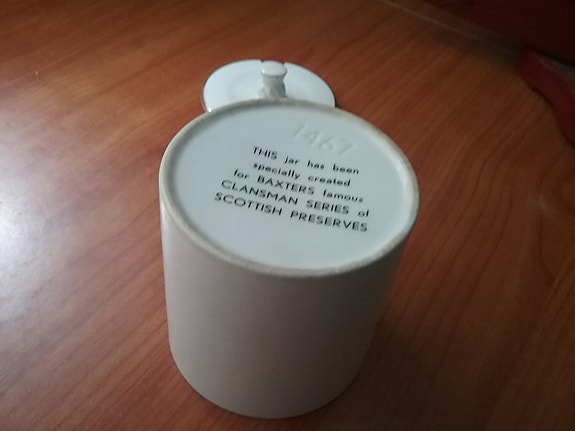 1467
THIS jar has been
specially created
for BAXTERS famous
CLANSMAN SERIES of
SCOTTISH PRESERVES